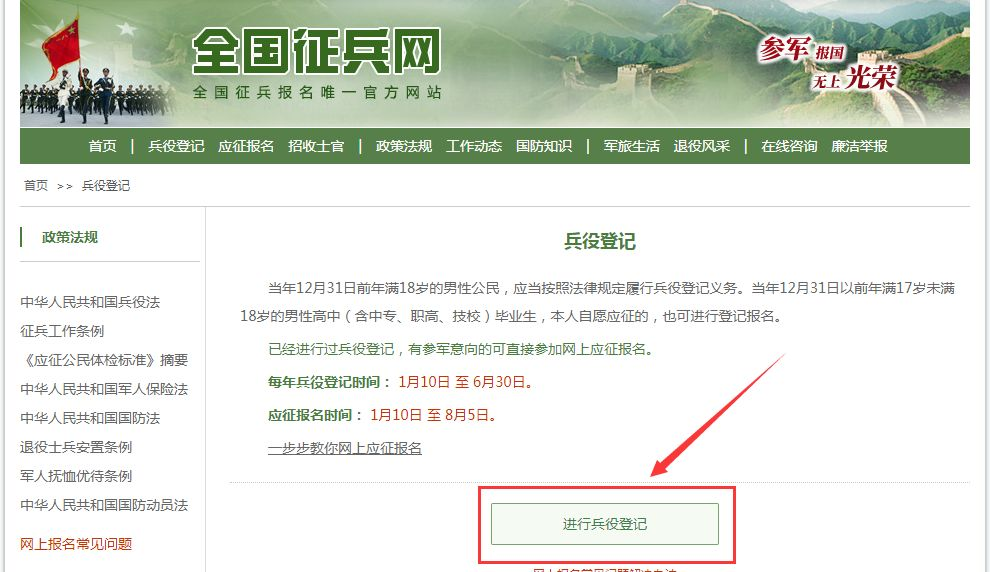 全国征兵网
全国征兵报名唯一官方网站
参军 报国
无上 光荣
首页 | 兵役登记 应征报名 招收士官 | 政策法规 工作动态 国防知识 | 军旅生活 退役风采 | 在线咨询 廉洁举报
首页 >> 兵役登记
政策法规
中华人民共和国兵役法
征兵工作条例
《应征公民体检标准》摘要
中华人民共和国军人保险法
中华人民共和国国防法
退役士兵安置条例
军人抚恤优待条例
中华人民共和国国防动员法
网上报名常见问题
兵役登记
当年12月31日前年满18岁的男性公民，应当按照法律规定履行兵役登记义务。当年12月31日以前年满17岁未满
18岁的男性高中（含中专、职高、技校）毕业生，本人自愿应征的，也可进行登记报名。
已经进行过兵役登记，有参军意向的可直接参加网上应征报名。
每年兵役登记时间： 1月10日 至 6月30日。
应征报名时间： 1月10日 至 8月5日。
一步步教你网上应征报名
进行兵役登记